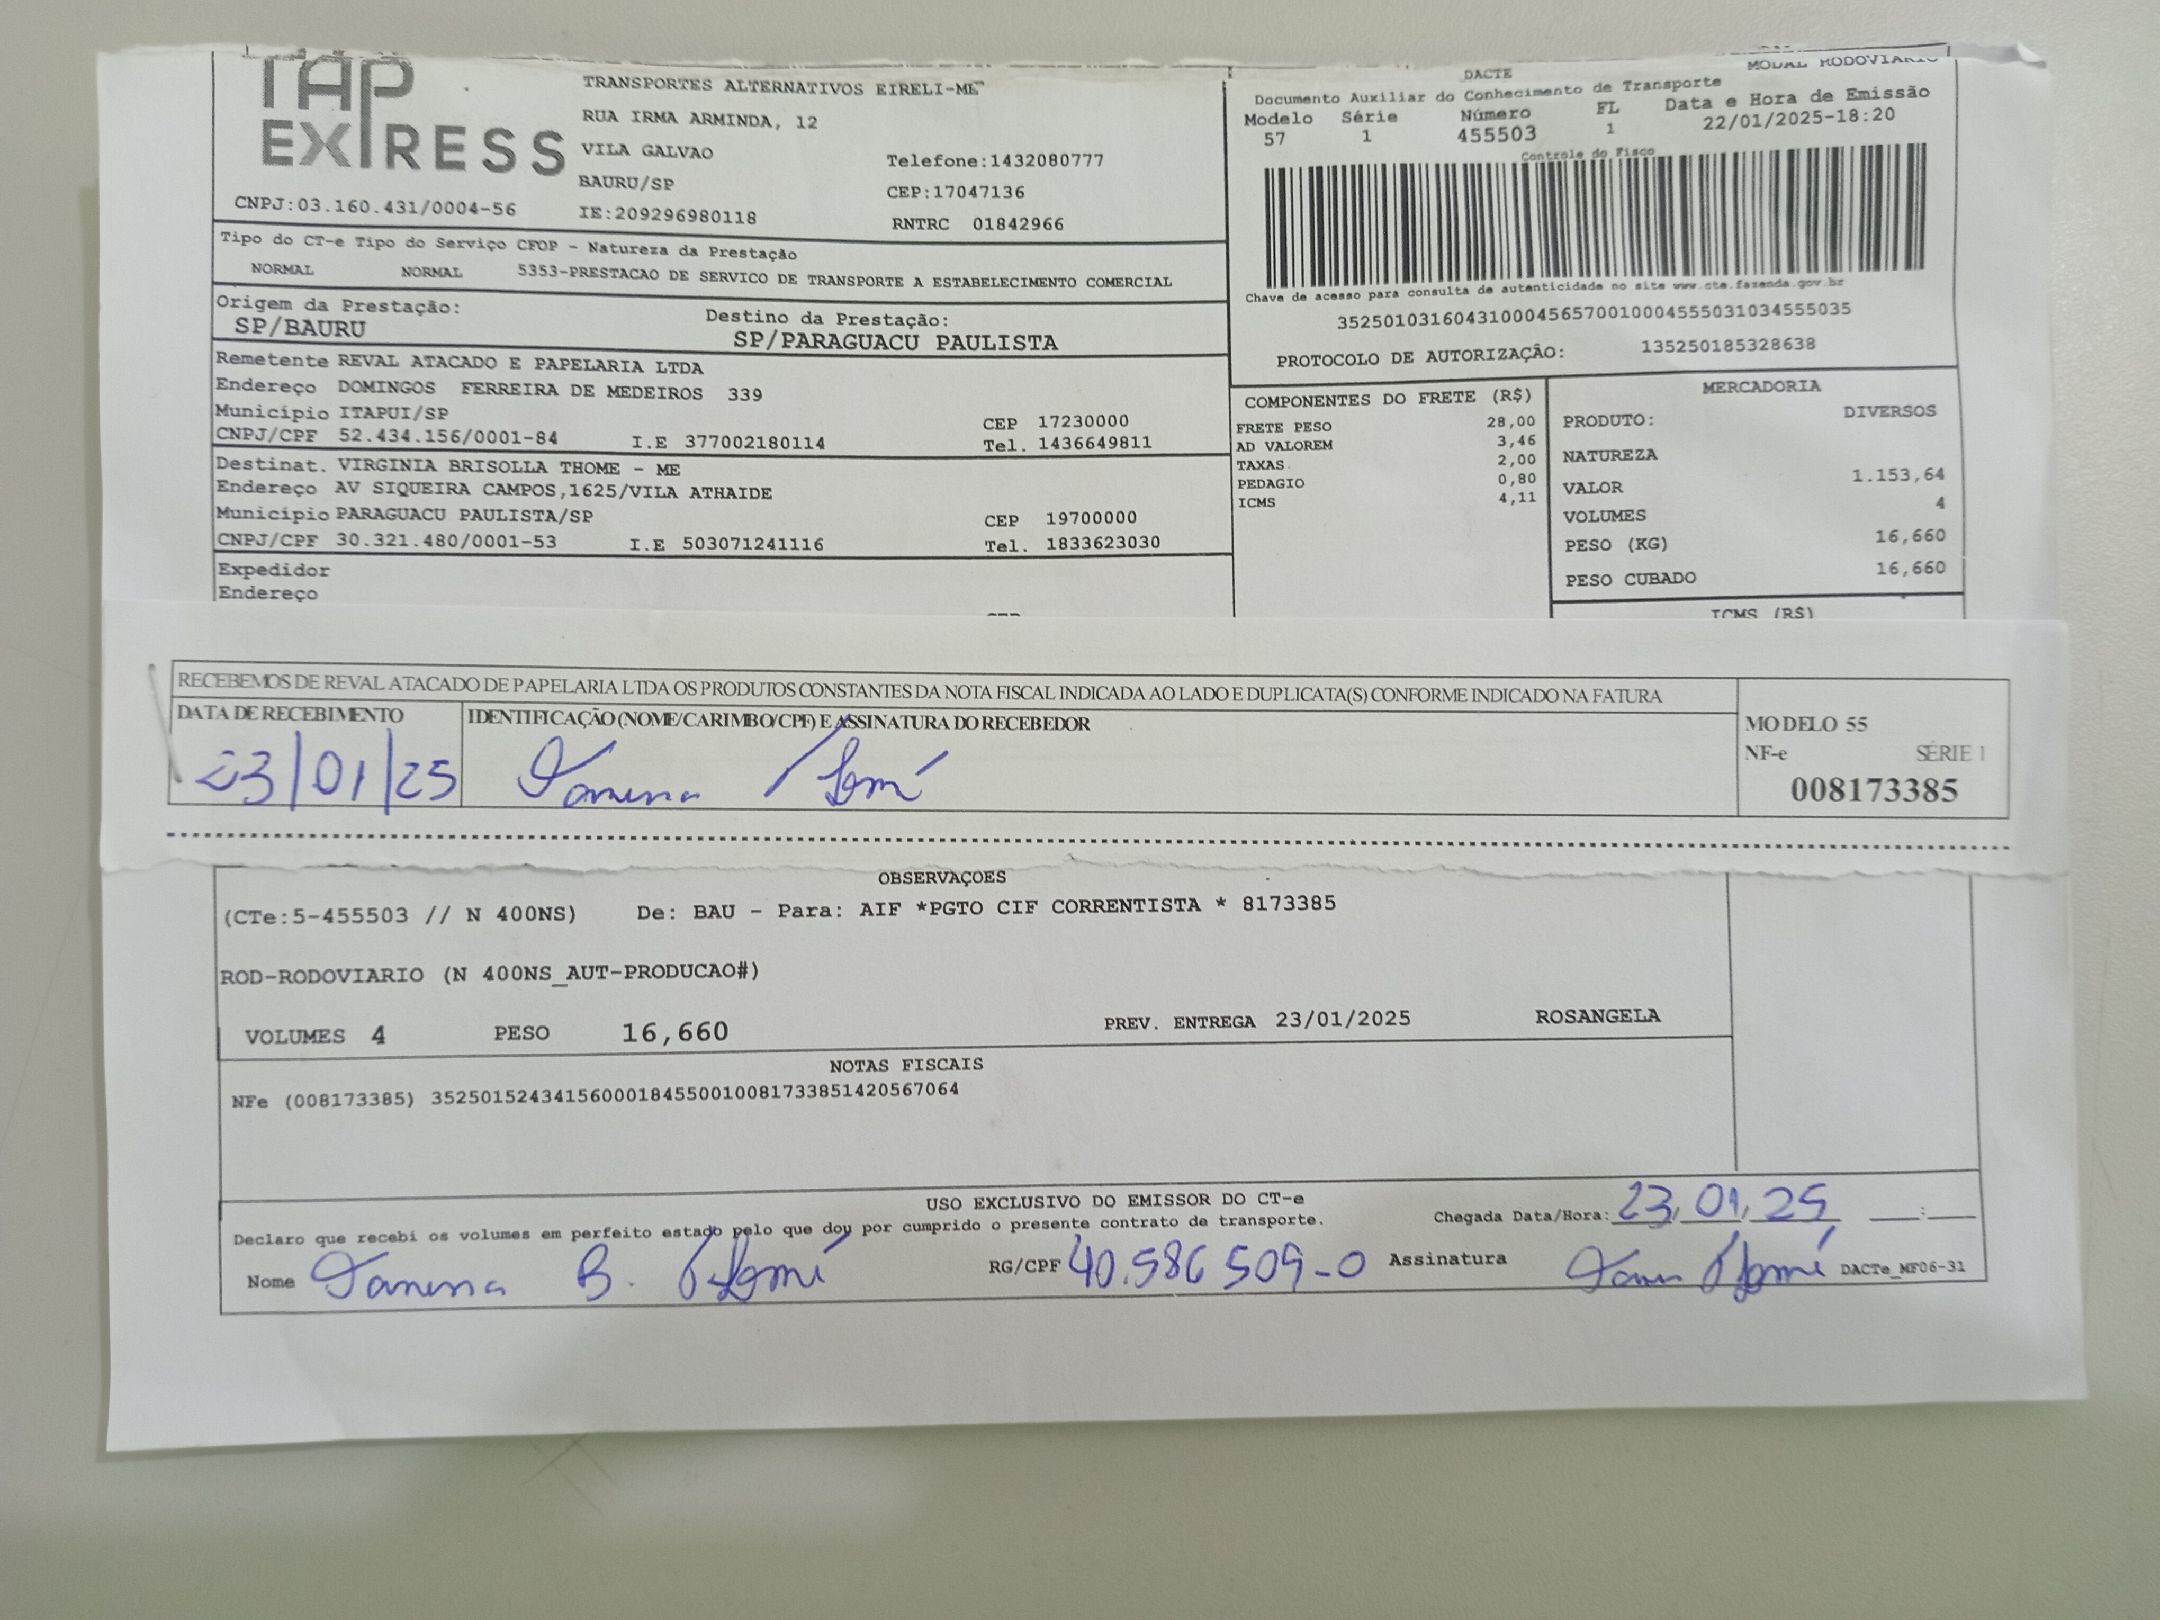 TAP
EXPRESS
TRANSPORTES ALTERNATIVOS EIRELI-ME
RUA IRMA ARMINDA, 12
VILA GALVAO
Telefone:1432080777
BAURU/SP
CEP:17047136
CNPJ:03.160.431/0004-56 IE:209296980118
RNTRC 01842966
MODAL RODOVIARIO
DACTE
Documento Auxiliar do Conhecimento de Transporte
Modelo Série Número FL Data e Hora de Emissão
57 1 455503 1 22/01/2025-18:20
Controle do Fisco
Chave de acesso para consulta de autenticidade no site www.cte.fazenda.gov.br
35250103160431000456570010004555031034555035
PROTOCOLO DE AUTORIZAÇÃO: 135250185328638
Tipo do CT-e Tipo do Serviço CFOP - Natureza da Prestação
NORMAL NORMAL 5353-PRESTACAO DE SERVICO DE TRANSPORTE A ESTABELECIMENTO COMERCIAL
Origem da Prestação: Destino da Prestação:
SP/BAURU SP/PARAGUACU PAULISTA
Remetente REVAL ATACADO E PAPELARIA LTDA
Endereço DOMINGOS FERREIRA DE MEDEIROS 339
Município ITAPUI/SP CEP 17230000
CNPJ/CPF 52.434.156/0001-84 I.E 377002180114 Tel. 1436649811
Destinat. VIRGINIA BRISOLLA THOME - ME
Endereço AV SIQUEIRA CAMPOS,1625/VILA ATHAIDE
Município PARAGUACU PAULISTA/SP CEP 19700000
CNPJ/CPF 30.321.480/0001-53 I.E 503071241116 Tel. 1833623030
Expedidor
Endereço
COMPONENTES DO FRETE (R$)
FRETE PESO 28,00
AD VALOREM 3,46
TAXAS 2,00
PEDAGIO 0,80
ICMS 4,11
MERCADORIA
PRODUTO: DIVERSOS
NATUREZA
VALOR 1.153,64
VOLUMES 4
PESO (KG) 16,660
PESO CUBADO 16,660
ICMS (R$)
RECEBEMOS DE REVAL ATACADO DE PAPELARIA LTDA OS PRODUTOS CONSTANTES DA NOTA FISCAL INDICADA AO LADO E DUPLICATA(S) CONFORME INDICADO NA FATURA
DATA DE RECEBIMENTO IDENTIFICAÇÃO (NOME/CARIMBO/CPF) E ASSINATURA DO RECEBEDOR
23/01/25
MODELO 55
NF-e SÉRIE 1
008173385
OBSERVAÇOES
(CTe:5-455503 // N 400NS) De: BAU - Para: AIF *PGTO CIF CORRENTISTA * 8173385
ROD-RODOVIARIO (N 400NS_AUT-PRODUCAO#)
VOLUMES 4 PESO 16,660 PREV. ENTREGA 23/01/2025 ROSANGELA
NOTAS FISCAIS
NFe (008173385) 35250152434156000184550010081733851420567064
USO EXCLUSIVO DO EMISSOR DO CT-e
Declaro que recebi os volumes em perfeito estado pelo que dou por cumprido o presente contrato de transporte. Chegada Data/Hora: 23/01/25 __:__
Nome B. RG/CPF 40.586 509-0 Assinatura DACTe_MF06-31